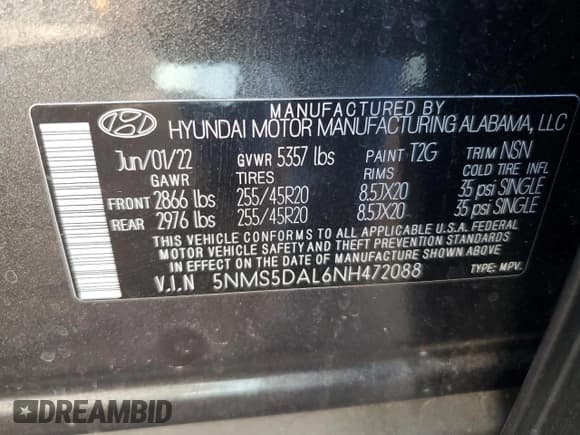 MANUFACTURED BY
HYUNDAI MOTOR MANUFACTURING ALABAMA, LLC
Jun/01/22 GVWR 5357 lbs PAINT T2G TRIM NSN
GAWR TIRES RIMS COLD TIRE INFL
FRONT 2866 lbs 255/45R20 8.5JX20 35 psi SINGLE
REAR 2976 lbs 255/45R20 8.5JX20 35 psi SINGLE
THIS VEHICLE CONFORMS TO ALL APPLICABLE U.S.A. FEDERAL
MOTOR VEHICLE SAFETY AND BUMPER STANDARDS IN
EFFECT ON THE DATE OF MANUFACTURE SHOWN ABOVE.
V.I.N 5NMS5DAL6NH472088 TYPE: MPV.
DREAMBID